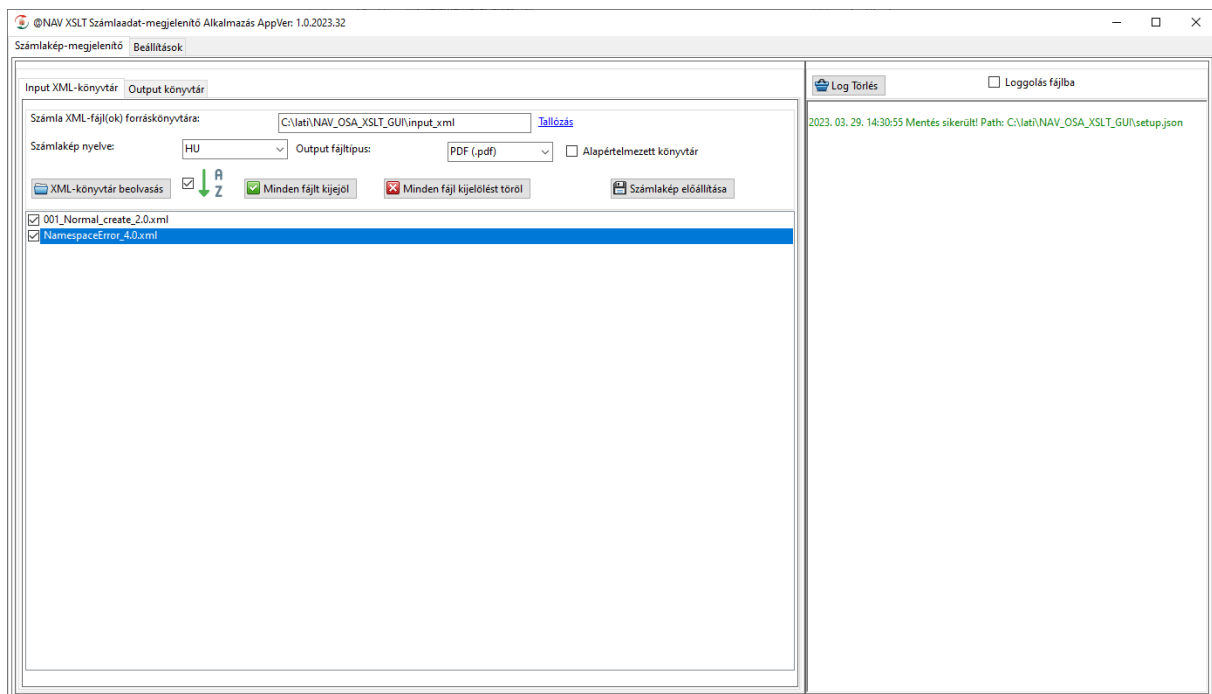 @NAV XSLT Számlaadat-megjelenítő Alkalmazás AppVer: 1.0.2023.32
Számlakép-megjelenítő Beállítások
Input XML-könyvtár Output könyvtár
Számla XML-fájl(ok) forráskönyvtára: C:\lati\NAV_OSA_XSLT_GUI\input_xml Tallózás
Számlakép nyelve: HU Output fájltípus: PDF (.pdf) Alapértelmezett könyvtár
XML-könyvtár beolvasás A Z Minden fájlt kijejöl Minden fájl kijelölést töröl Számlakép előállítása
001_Normal_create_2.0.xml
NamespaceError_4.0.xml
Log Törlés Loggolás fájlba
2023. 03. 29. 14:30:55 Mentés sikerült! Path: C:\lati\NAV_OSA_XSLT_GUI\setup.json